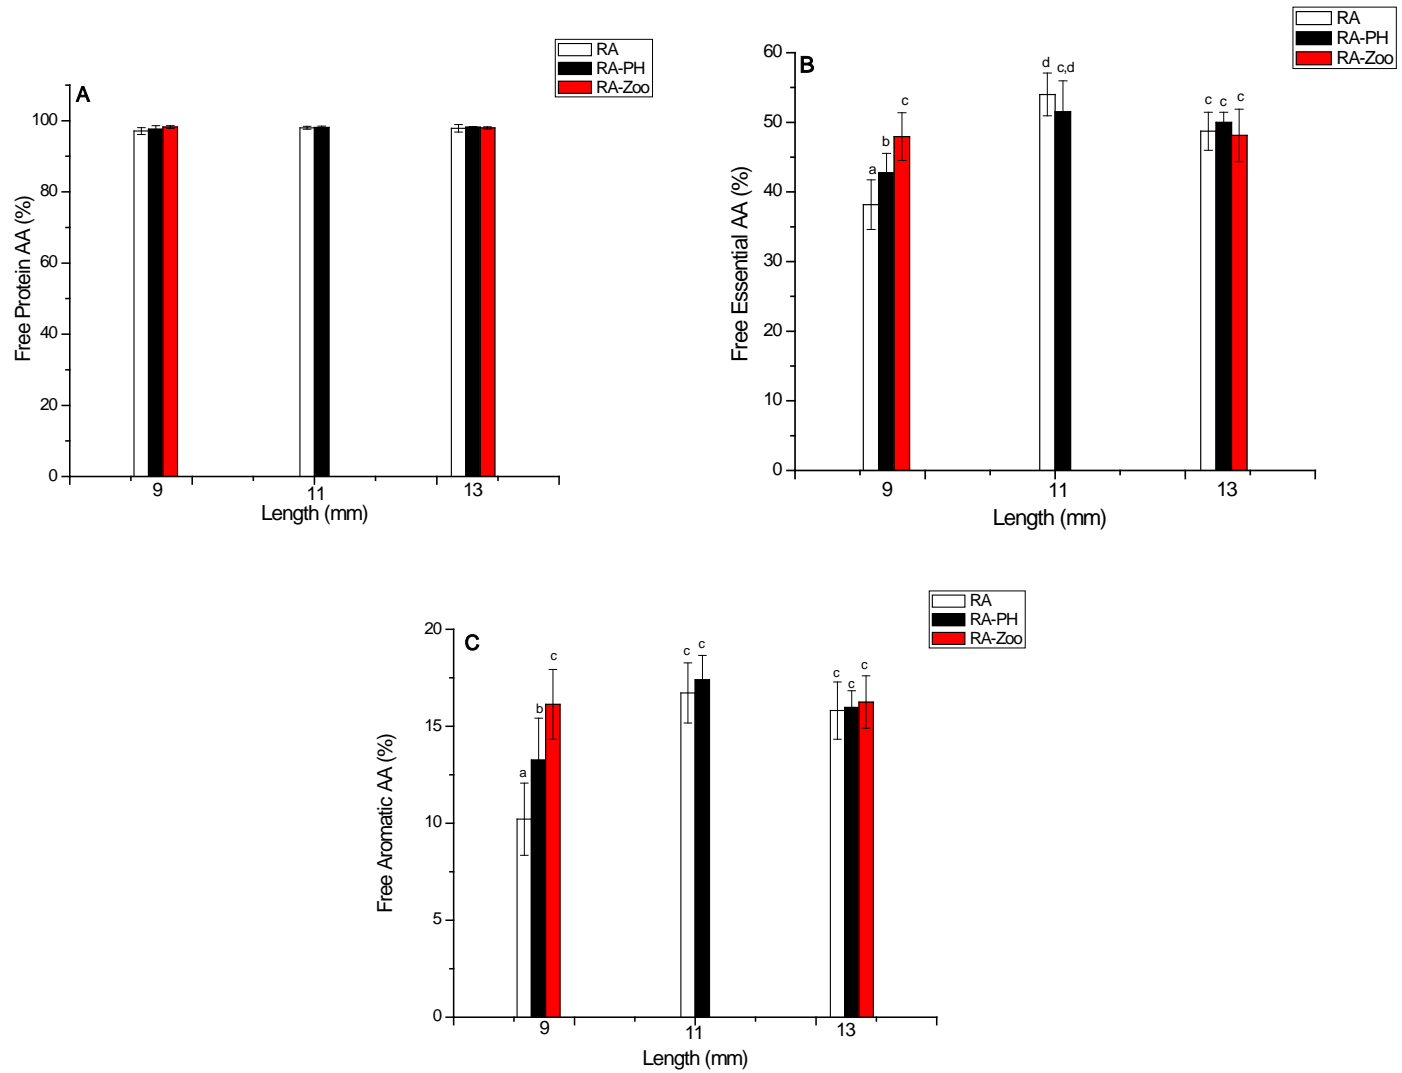 RA
RA-PH
RA-Zoo
A
100
80
60
40
20
0
Free Protein AA (%)
9
11
13
Length (mm)
RA
RA-PH
RA-Zoo
B
60
50
40
30
20
10
0
Free Essential AA (%)
a
b
c
d
c,d
c
c
c
9
11
13
Length (mm)
RA
RA-PH
RA-Zoo
C
20
15
10
5
0
Free Aromatic AA (%)
a
b
c
c
c
c
c
c
9
11
13
Length (mm)